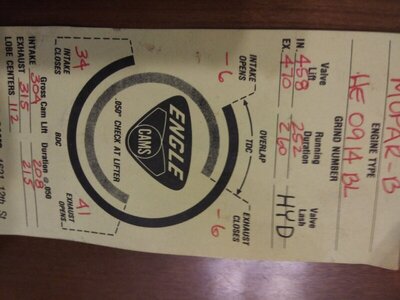 MOPAR-B
ENGINE TYPE
HE 0914 BL
GRIND NUMBER
Valve Lift Running Duration Valve Lash
IN. 458 HYD
EX. 470 260
OVERLAP
TDC
INTAKE OPENS -6
EXHAUST CLOSES -6
ENGLE
CAMS
.050" CHECK AT LIFTER
34 BDC 41
INTAKE CLOSES EXHAUST OPENS
Gross Cam Lift Duration @ .050
INTAKE 304 208
EXHAUST 315 215
LOBE CENTERS 112
12th St